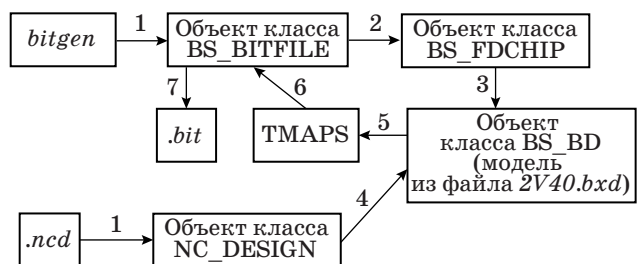 bitgen
1
Объект класса
BS_BITFILE
2
Объект класса
BS_FDCHIP
7
6
3
.bit
TMAPS
5
Объект
класса BS_BD
(модель
из файла 2V40.bxd)
4
.ncd
1
Объект класса
NC_DESIGN